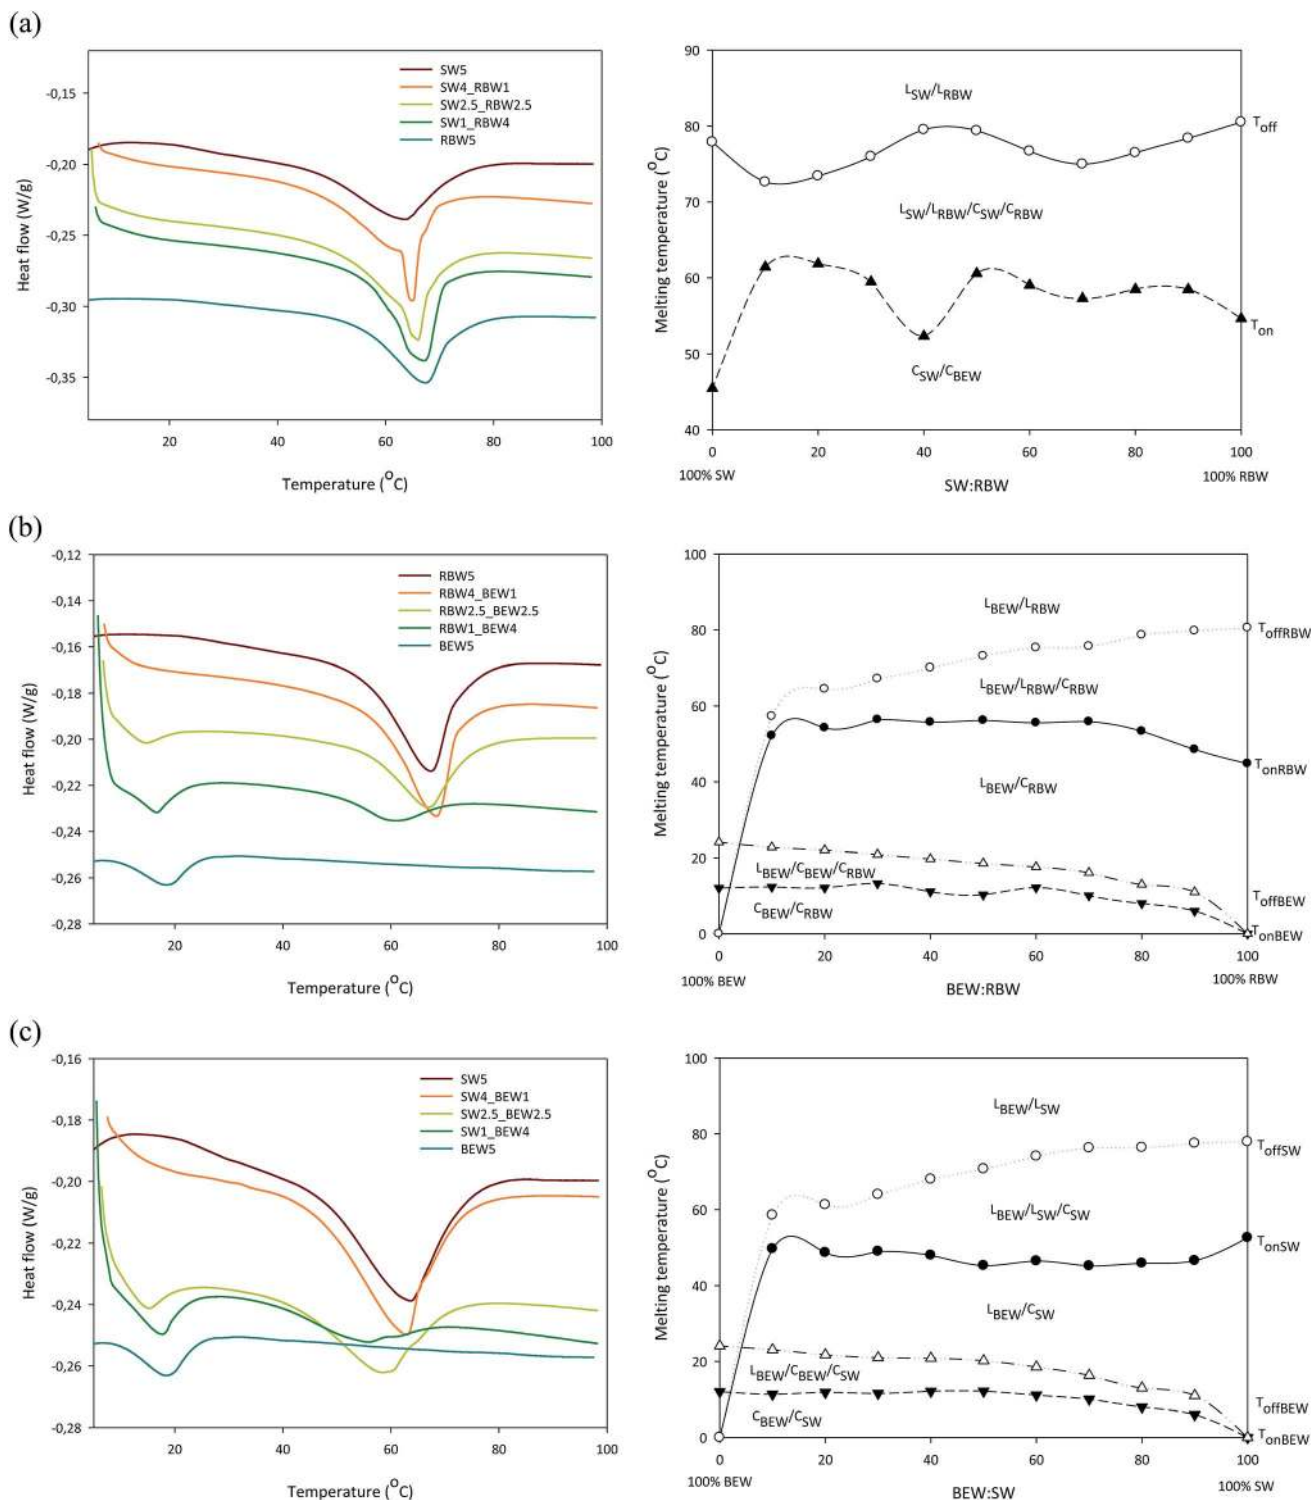 (a)
-0,15
-0,20
-0,25
-0,30
-0,35
Heat flow (W/g)
SW5
SW4_RBW1
SW2.5_RBW2.5
SW1_RBW4
RBW5
20
40
60
80
100
Temperature (°C)
90
80
70
60
50
40
Melting temperature (°C)
LSW/LRBW
Toff
LSW/LRBW/CSW/CRBW
Ton
CSW/CBEW
0
20
40
60
80
100
100% SW
100% RBW
SW:RBW
(b)
-0,12
-0,14
-0,16
-0,18
-0,20
-0,22
-0,24
-0,26
-0,28
Heat flow (W/g)
RBW5
RBW4_BEW1
RBW2.5_BEW2.5
RBW1_BEW4
BEW5
20
40
60
80
100
Temperature (°C)
100
80
60
40
20
0
Melting temperature (°C)
LBEW/LRBW
ToffRBW
LBEW/LRBW/CRBW
TonRBW
LBEW/CRBW
LBEW/CBEW/CRBW
CBEW/CRBW
ToffBEW
TonBEW
0
20
40
60
80
100
100% BEW
100% RBW
BEW:RBW
(c)
-0,16
-0,18
-0,20
-0,22
-0,24
-0,26
-0,28
Heat flow (W/g)
SW5
SW4_BEW1
SW2.5_BEW2.5
SW1_BEW4
BEW5
20
40
60
80
100
Temperature (°C)
100
80
60
40
20
0
Melting temperature (°C)
LBEW/LSW
ToffSW
LBEW/LSW/CSW
TonSW
LBEW/CSW
LBEW/CBEW/CSW
CBEW/CSW
ToffBEW
TonBEW
0
20
40
60
80
100
100% BEW
100% SW
BEW:SW